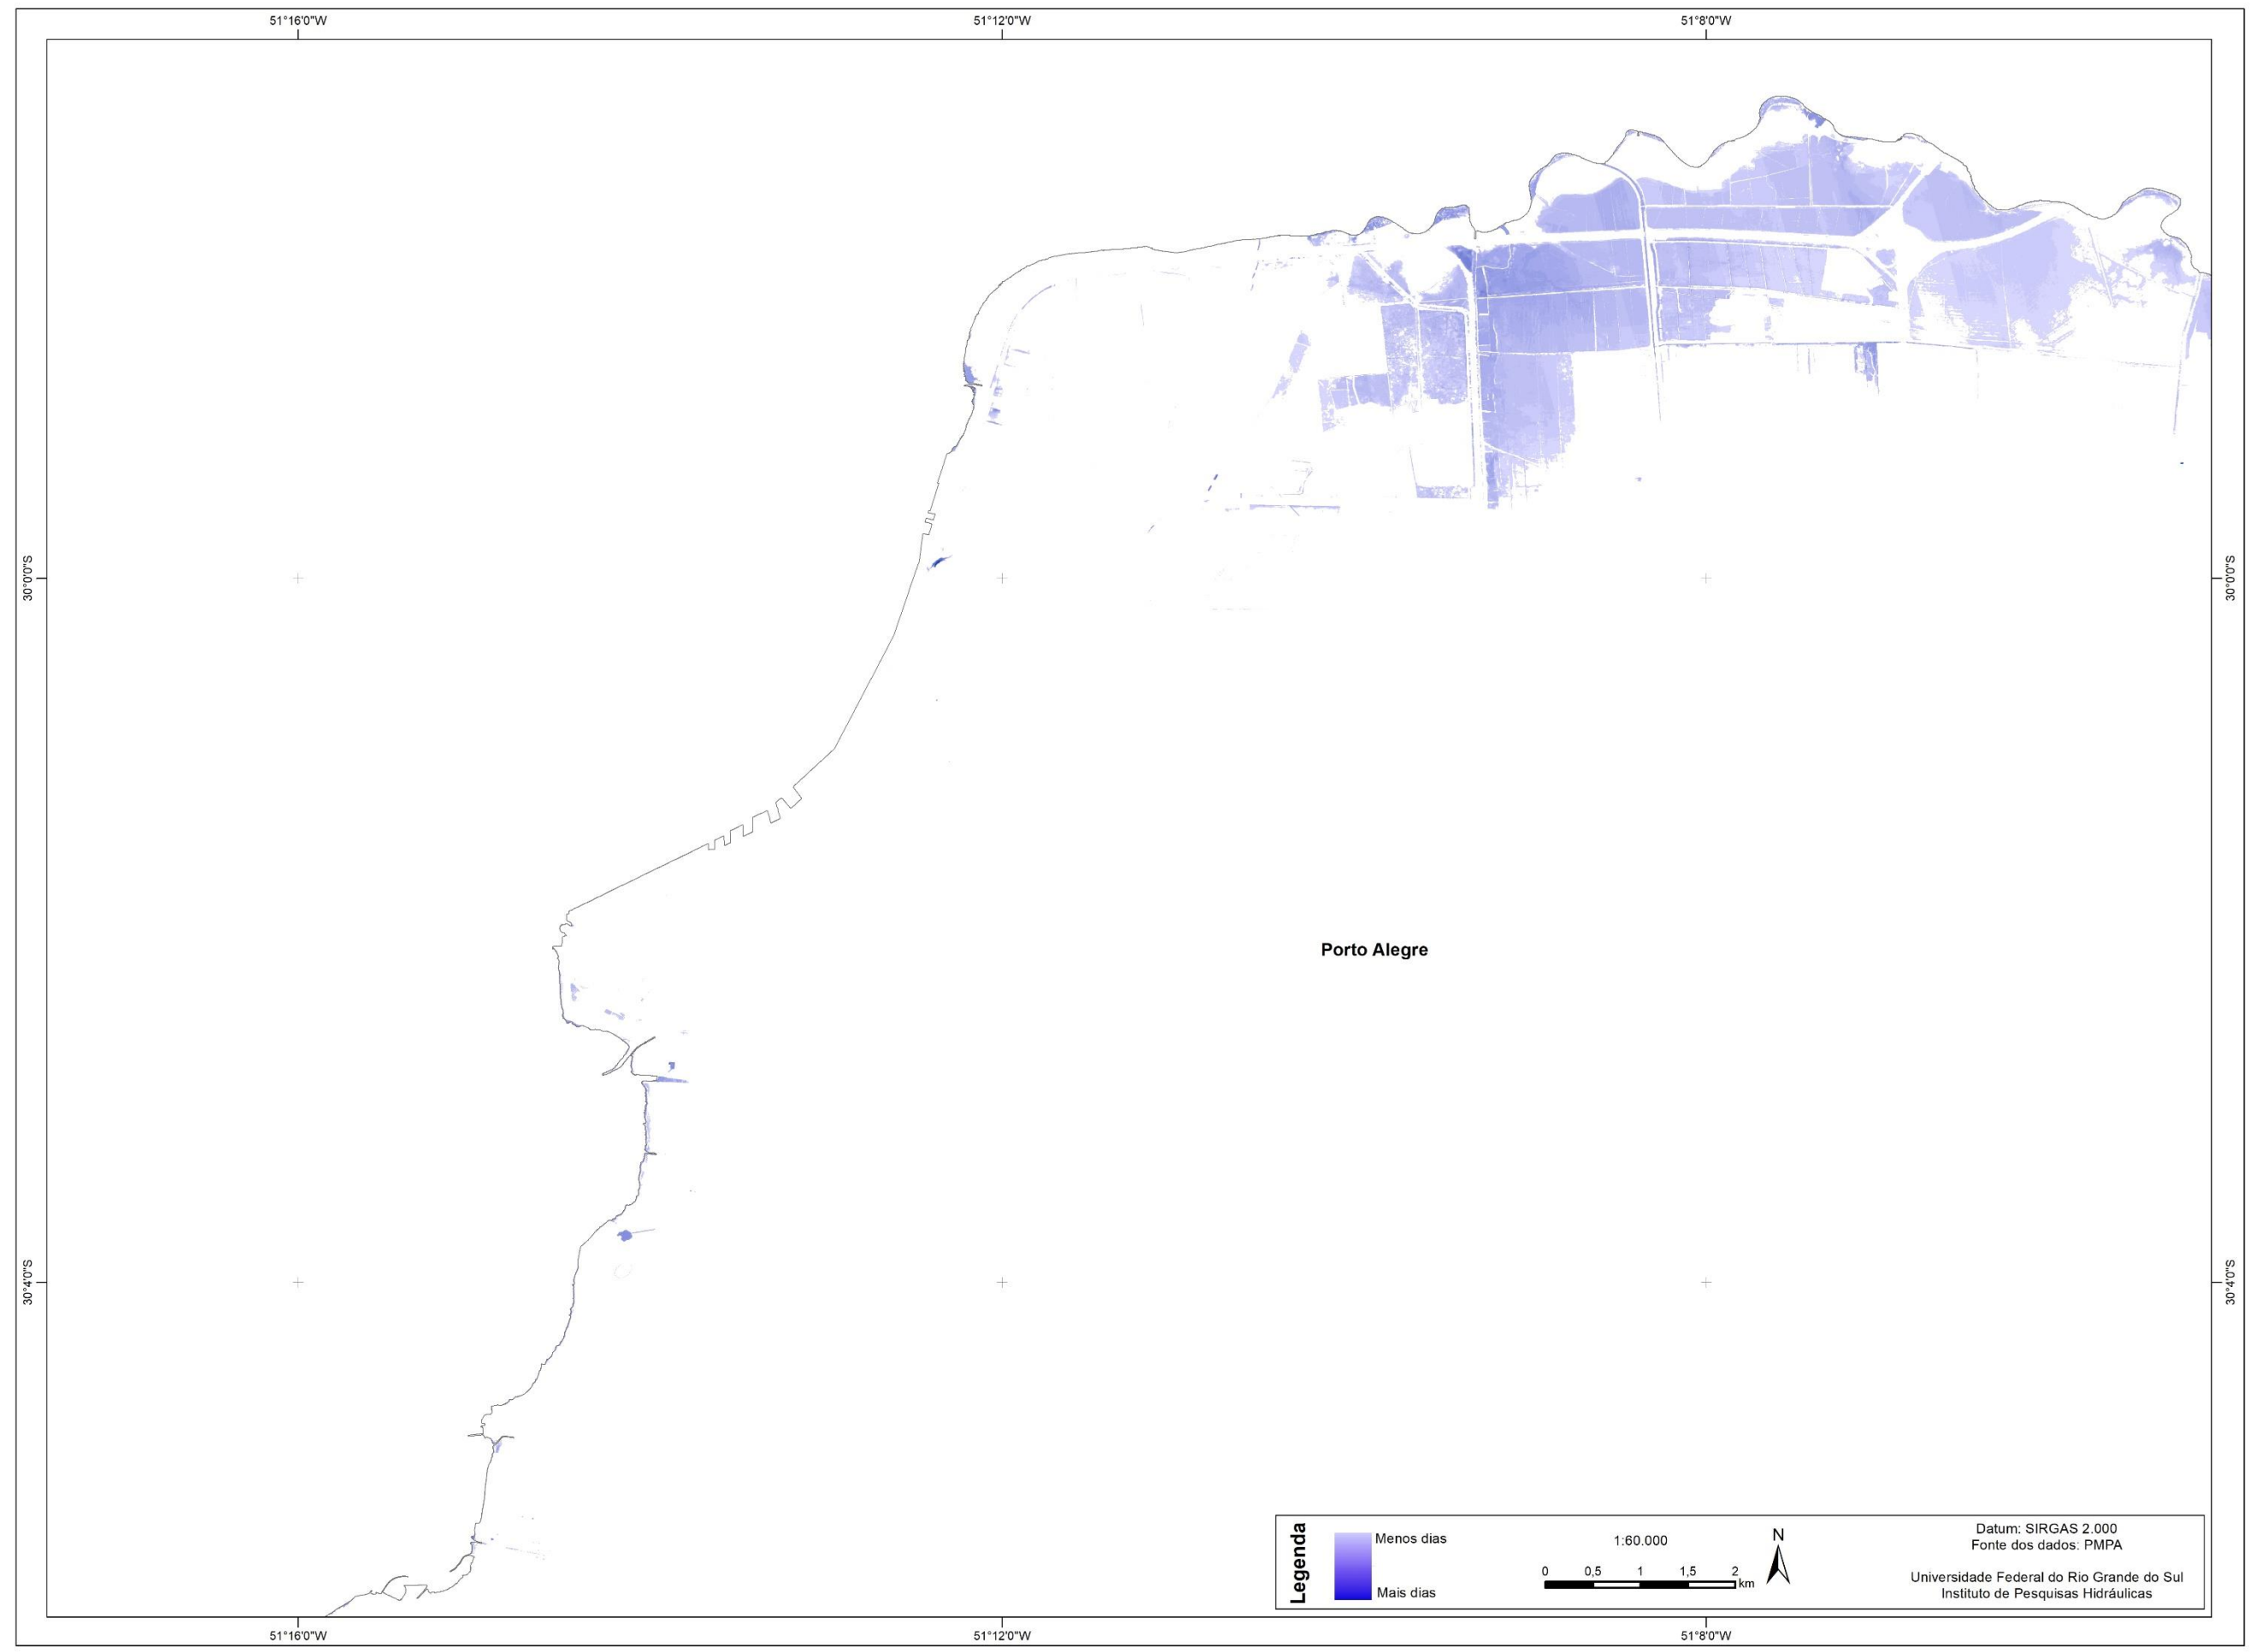 51°16'0"W
51°12'0"W
51°8'0"W
30°0'0"S
30°0'0"S
Porto Alegre
30°4'0"S
30°4'0"S
Legenda
Menos dias
Mais dias
1:60.000
0 0,5 1 1,5 2
km
N
Datum: SIRGAS 2.000
Fonte dos dados: PMPA
Universidade Federal do Rio Grande do Sul
Instituto de Pesquisas Hidráulicas
51°16'0"W
51°12'0"W
51°8'0"W